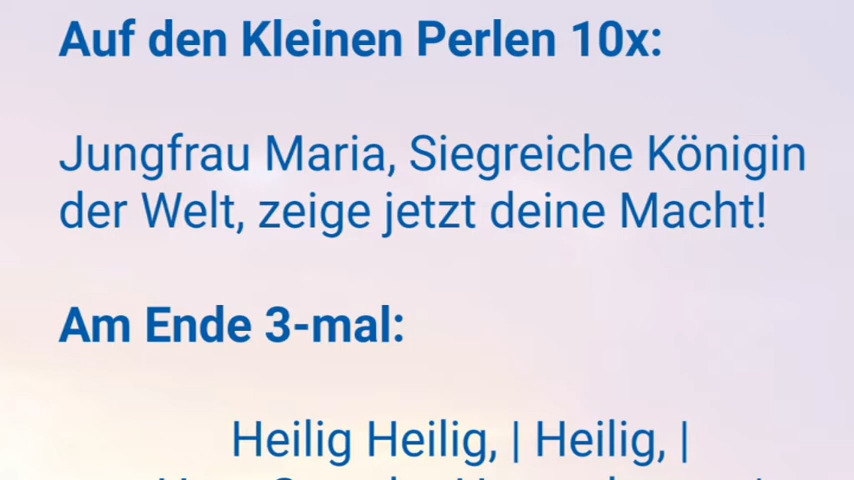 Auf den Kleinen Perlen 10x:
Jungfrau Maria, Siegreiche Königin
der Welt, zeige jetzt deine Macht!
Am Ende 3-mal:
Heilig Heilig, | Heilig, |